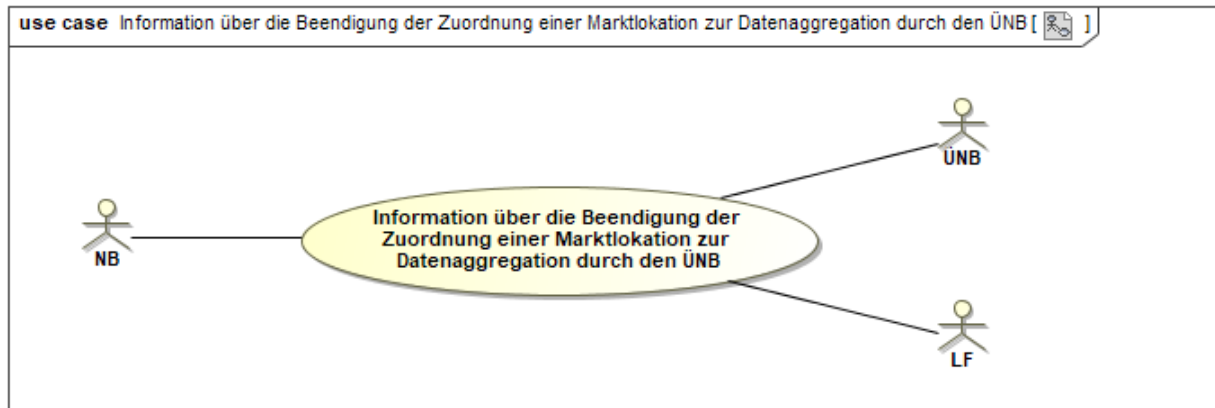 use case Information über die Beendigung der Zuordnung einer Marktlokation zur Datenaggregation durch den ÜNB [ ]
ÜNB
Information über die Beendigung der
Zuordnung einer Marktlokation zur
Datenaggregation durch den ÜNB
NB
LF